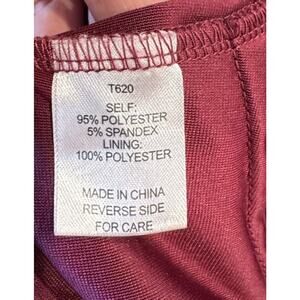 T620
SELF:
95% POLYESTER
5% SPANDEX
LINING:
100% POLYESTER
MADE IN CHINA
REVERSE SIDE
FOR CARE